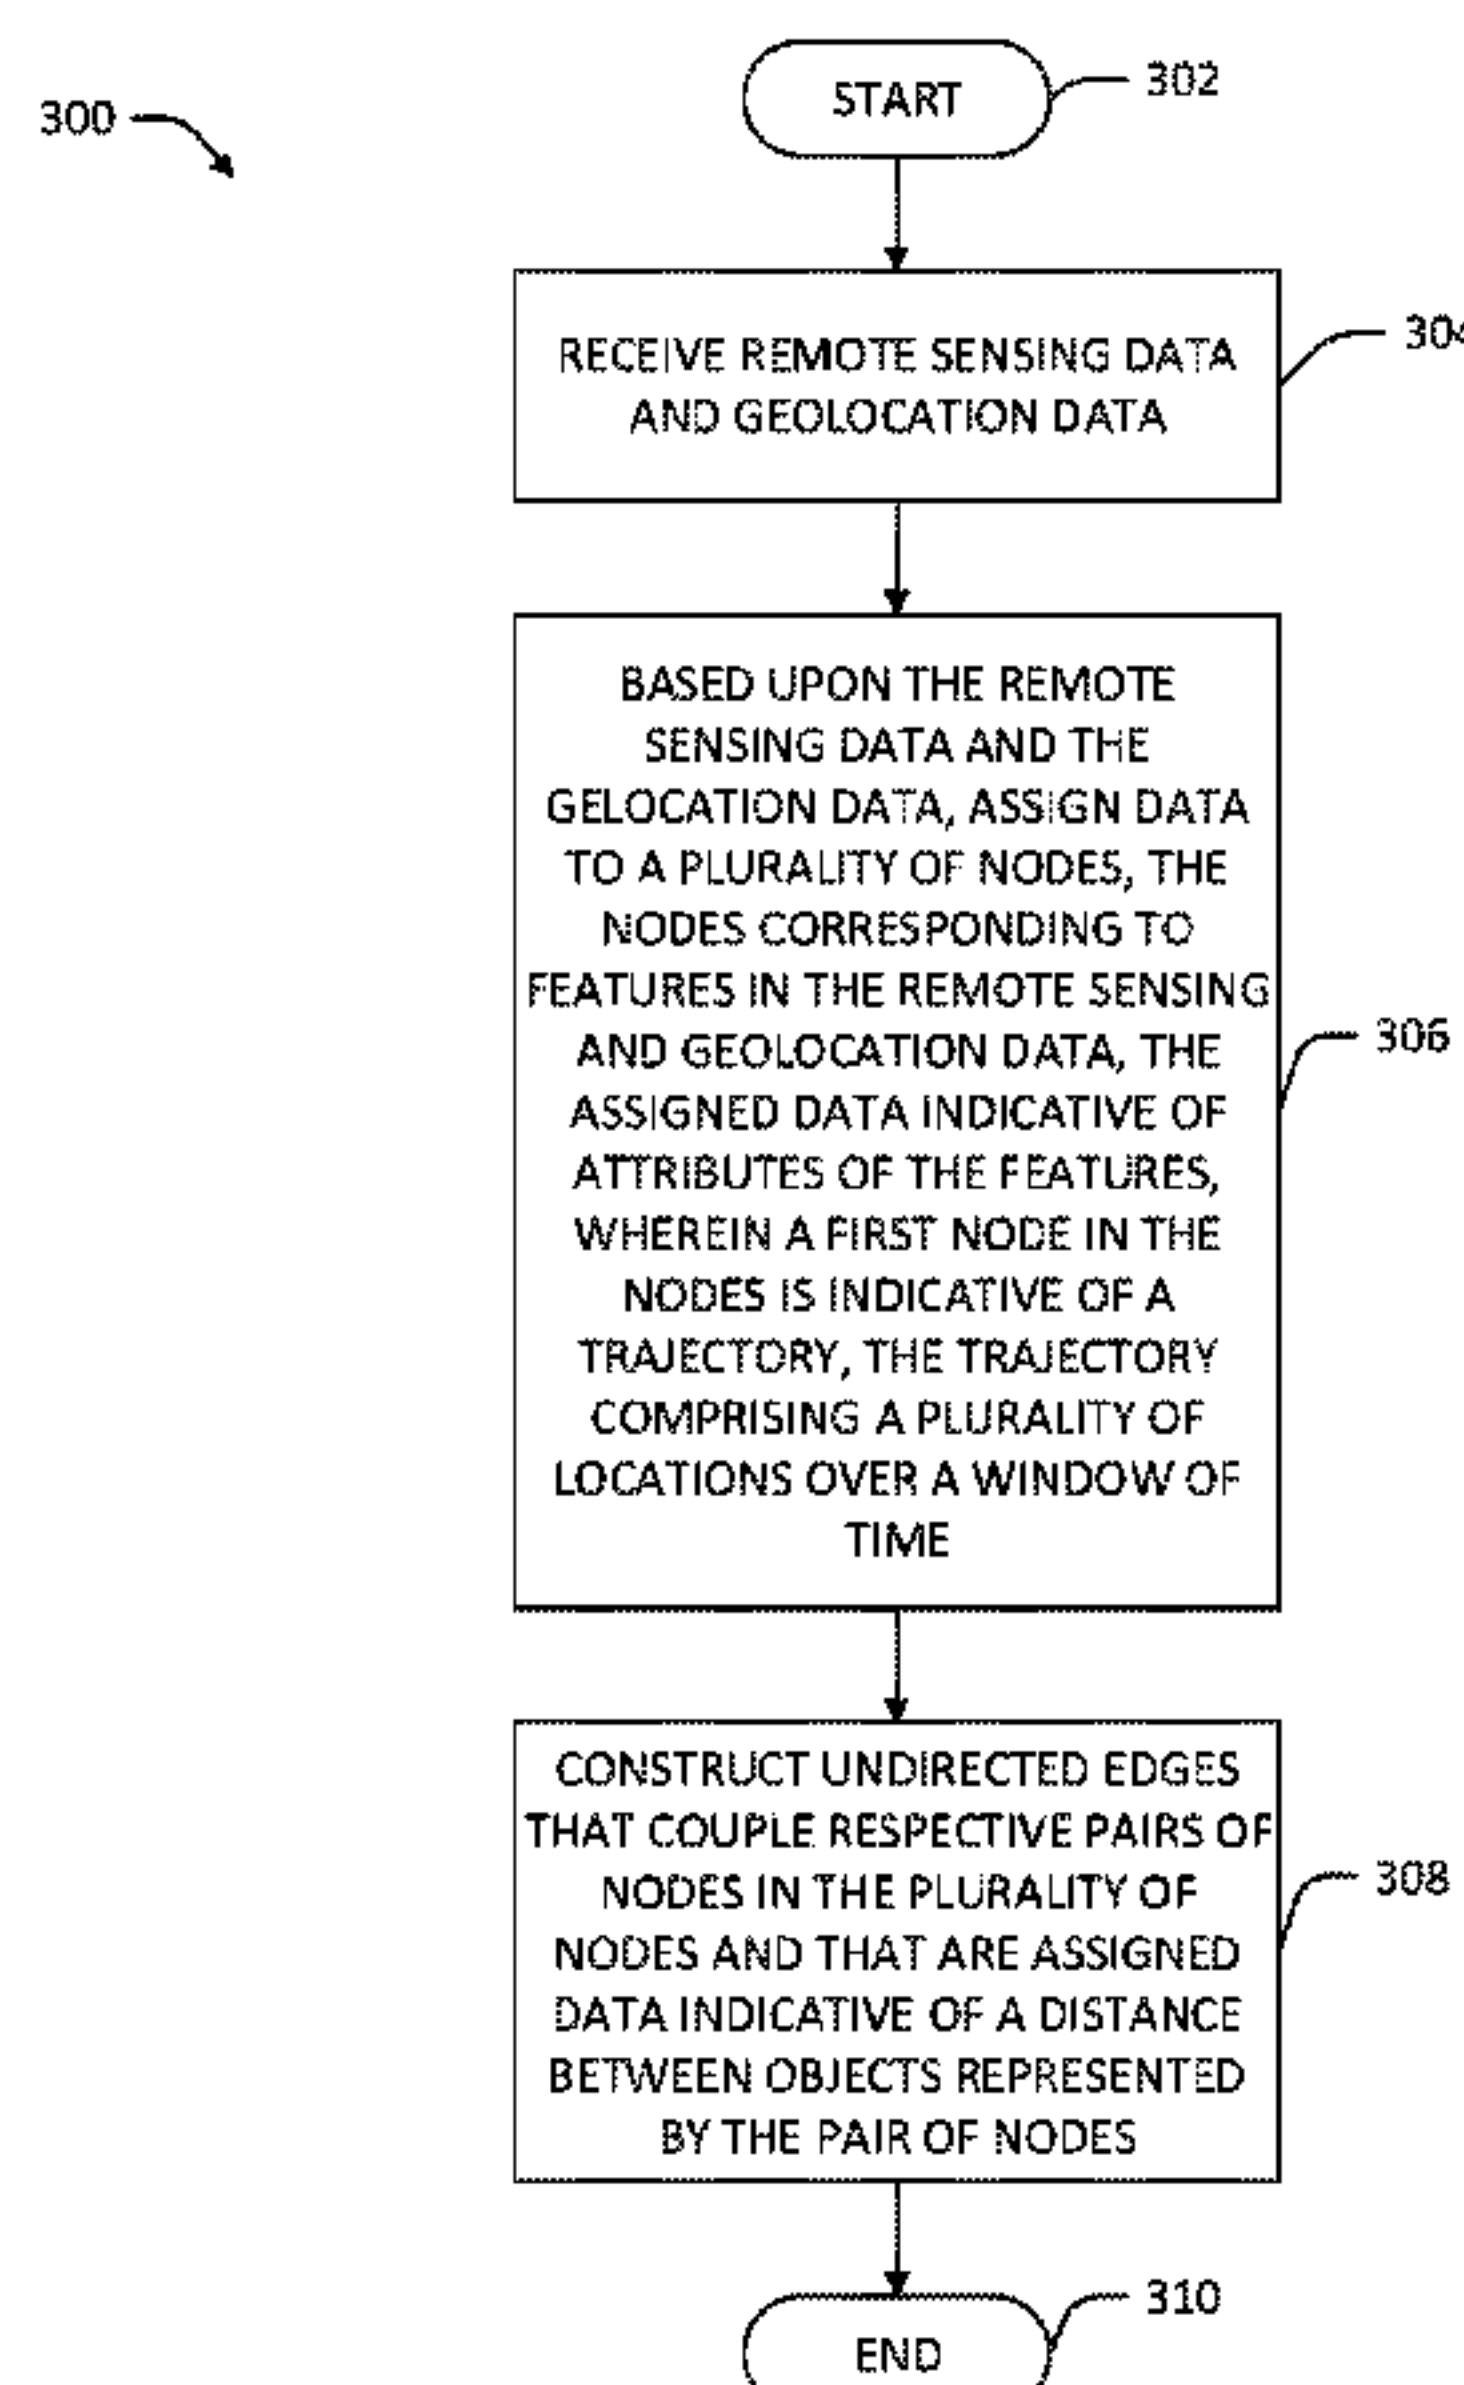 300
START
302
RECEIVE REMOTE SENSING DATA
AND GEOLOCATION DATA
304
BASED UPON THE REMOTE
SENSING DATA AND THE
GELOCATION DATA, ASSIGN DATA
TO A PLURALITY OF NODES, THE
NODES CORRESPONDING TO
FEATURES IN THE REMOTE SENSING
AND GEOLOCATION DATA, THE
ASSIGNED DATA INDICATIVE OF
ATTRIBUTES OF THE FEATURES,
WHEREIN A FIRST NODE IN THE
NODES IS INDICATIVE OF A
TRAJECTORY, THE TRAJECTORY
COMPRISING A PLURALITY OF
LOCATIONS OVER A WINDOW OF
TIME
306
CONSTRUCT UNDIRECTED EDGES
THAT COUPLE RESPECTIVE PAIRS OF
NODES IN THE PLURALITY OF
NODES AND THAT ARE ASSIGNED
DATA INDICATIVE OF A DISTANCE
BETWEEN OBJECTS REPRESENTED
BY THE PAIR OF NODES
308
310
END